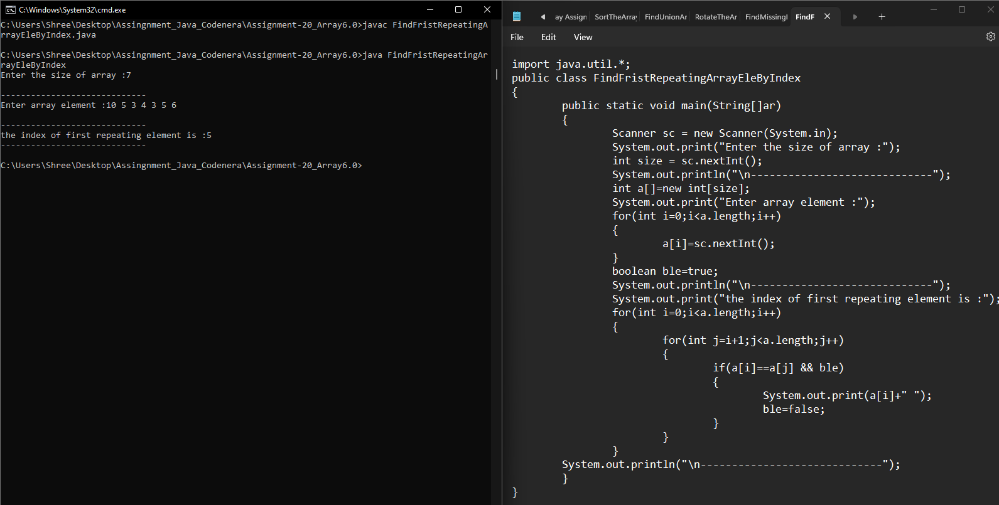 C:\Windows\System32\cmd.exe
C:\Users\Shree\Desktop\Assingnment_Java_Codenera\Assignment-20_Array6.0>javac FindFristRepeatingA
rrayEleByIndex.java
C:\Users\Shree\Desktop\Assingnment_Java_Codenera\Assignment-20_Array6.0>java FindFristRepeatingAr
rayEleByIndex
Enter the size of array :7
-----------------------------
Enter array element :10 5 3 4 3 5 6
-----------------------------
the index of first repeating element is :5
-----------------------------
C:\Users\Shree\Desktop\Assingnment_Java_Codenera\Assignment-20_Array6.0>
ay Assign SortTheArray FindUnionAr RotateTheAr FindMissingI FindF
File Edit View
import java.util.*;
public class FindFristRepeatingArrayEleByIndex
{
public static void main(String[]ar)
{
Scanner sc = new Scanner(System.in);
System.out.print("Enter the size of array :");
int size = sc.nextInt();
System.out.println("\n-----------------------------");
int a[]=new int[size];
System.out.print("Enter array element :");
for(int i=0;i<a.length;i++)
{
a[i]=sc.nextInt();
}
boolean ble=true;
System.out.println("\n-----------------------------");
System.out.print("the index of first repeating element is :");
for(int i=0;i<a.length;i++)
{
for(int j=i+1;j<a.length;j++)
{
if(a[i]==a[j] && ble)
{
System.out.print(a[i]+" ");
ble=false;
}
}
}
System.out.println("\n-----------------------------");
}
}